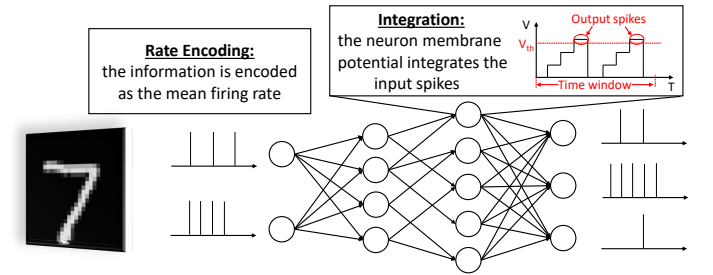 Rate Encoding:
the information is encoded
as the mean firing rate
Integration:
the neuron membrane
potential integrates the
input spikes
V
Output spikes
Vth
Time window
T
7